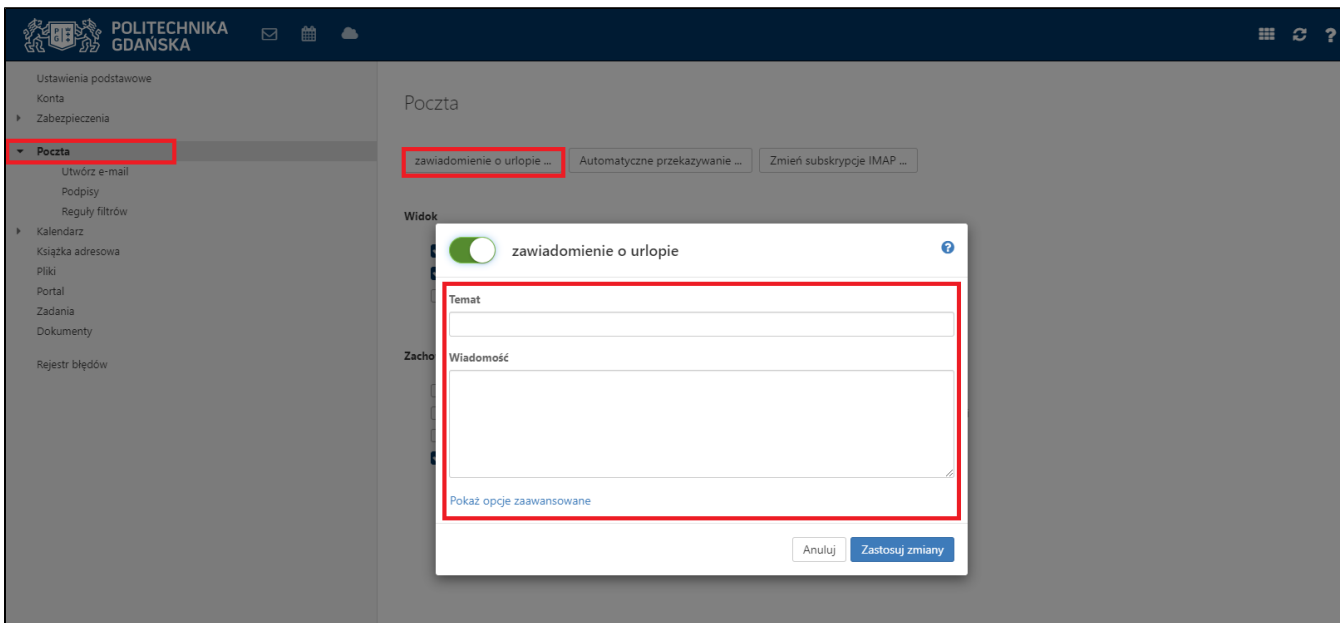 POLITECHNIKA
GDAŃSKA
Ustawienia podstawowe
Konta
Zabezpieczenia
Poczta
Utwórz e-mail
Podpisy
Reguły filtrów
Kalendarz
Książka adresowa
Pliki
Portal
Zadania
Dokumenty
Rejestr błędów
Poczta
zawiadomienie o urlopie ...
Automatyczne przekazywanie ...
Zmień subskrypcje IMAP ...
Widok
zawiadomienie o urlopie
Temat
Wiadomość
Pokaż opcje zaawansowane
Anuluj
Zastosuj zmiany